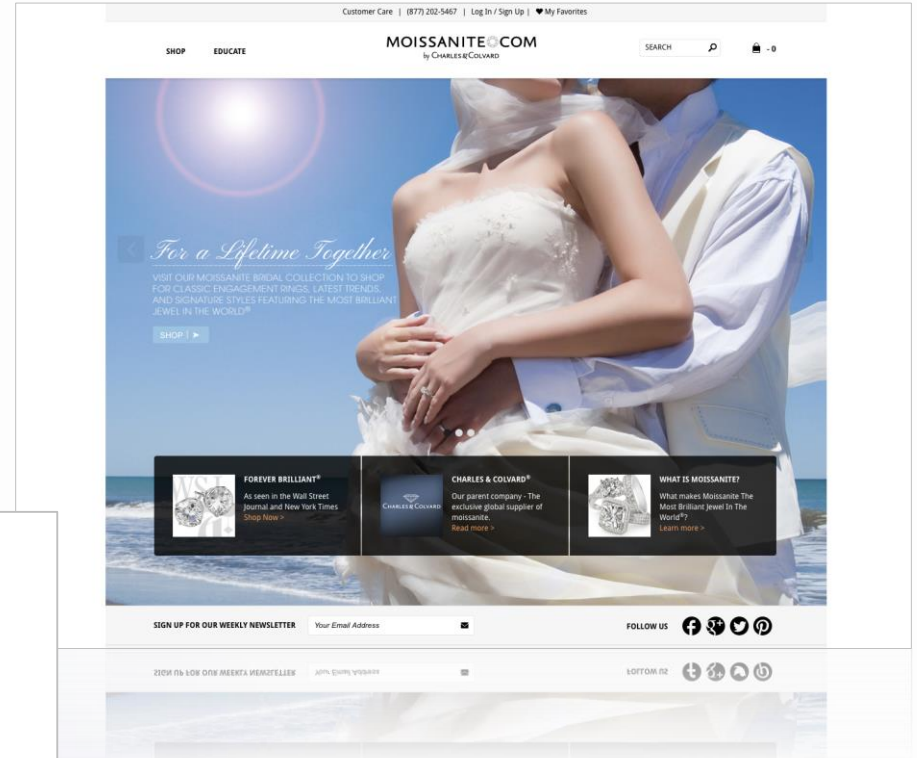 Customer Care | (877) 202-5467 | Log In / Sign Up | ♥ My Favorites
SHOP EDUCATE
MOISSANITE COM
by CHARLES & COLVARD
SEARCH
- 0
For a Lifetime Together
VISIT OUR MOISSANITE BRIDAL COLLECTION TO SHOP
FOR CLASSIC ENGAGEMENT RINGS, LATEST TRENDS,
AND SIGNATURE STYLES FEATURING THE MOST BRILLIANT
JEWEL IN THE WORLD®
SHOP | ►
FOREVER BRILLIANT®
As seen in the Wall Street
Journal and New York Times
Shop Now >
CHARLES & COLVARD
CHARLES & COLVARD®
Our parent company - The
exclusive global supplier of
moissanite.
Read more >
WHAT IS MOISSANITE?
What makes Moissanite The
Most Brilliant Jewel In The
World®?
Learn more >
SIGN UP FOR OUR WEEKLY NEWSLETTER Your Email Address
FOLLOW US